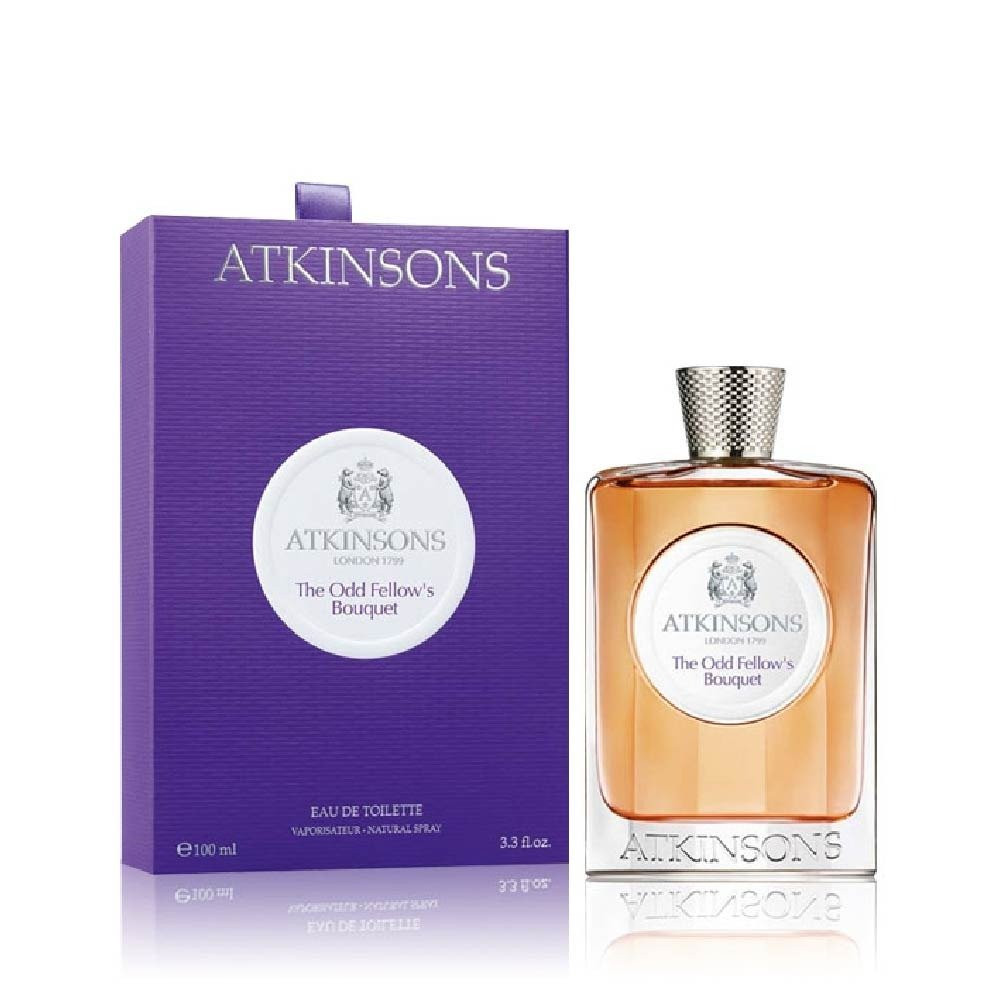 ATKINSONS
ATKINSONS
LONDON 1799
The Odd Fellow's
Bouquet
EAU DE TOILETTE
VAPORISATEUR - NATURAL SPRAY
℮100 ml
3.3 fl.oz.
ATKINSONS
LONDON 1799
The Odd Fellow's
Bouquet
ATKINSONS